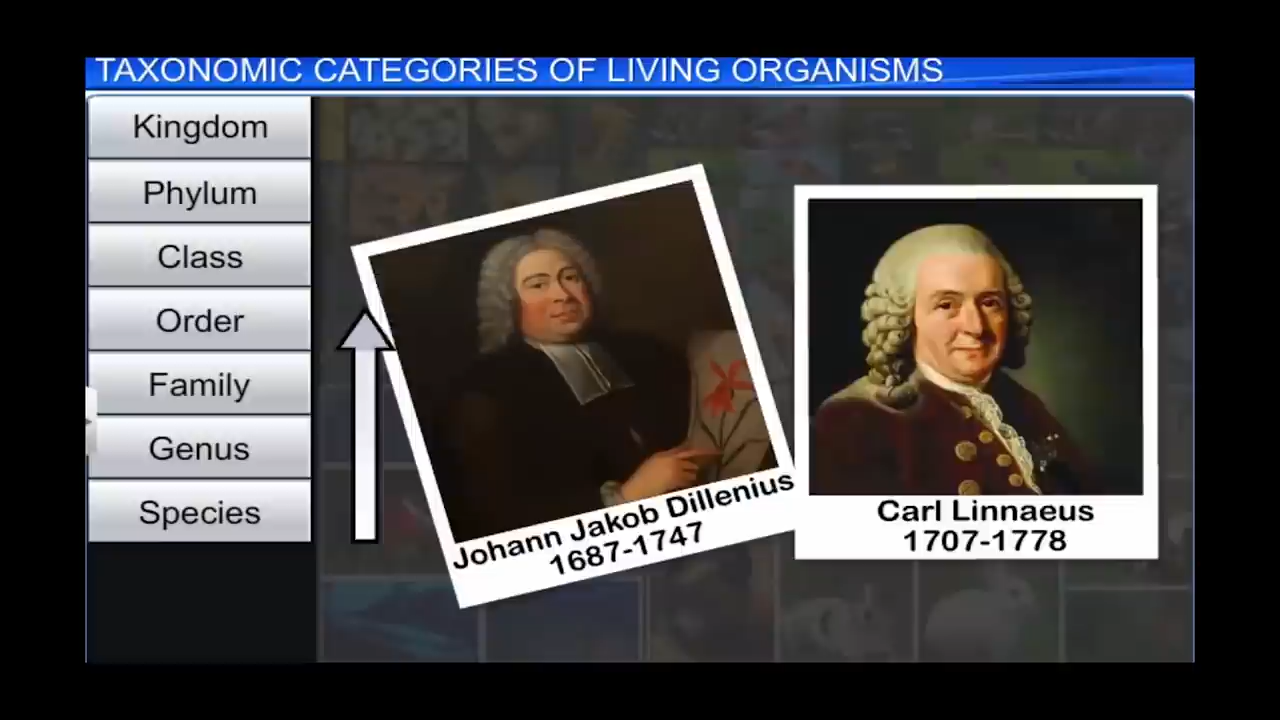 TAXONOMIC CATEGORIES OF LIVING ORGANISMS
Kingdom
Phylum
Class
Order
Family
Genus
Species
Johann Jakob Dillenius
1687-1747
Carl Linnaeus
1707-1778